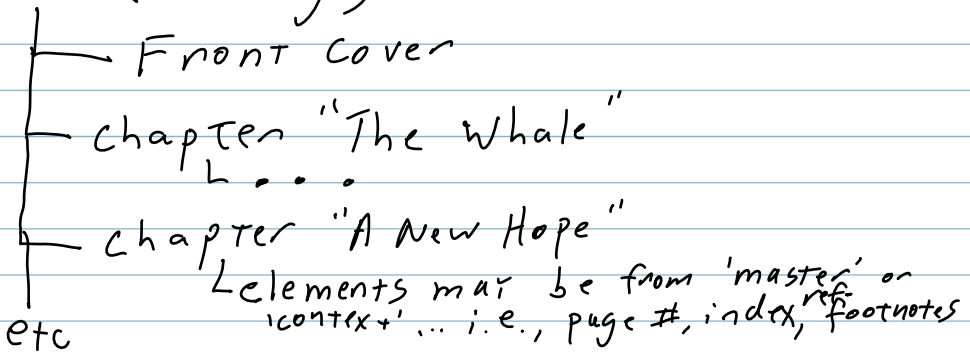 Front Cover
Chapter "The Whale"
L . . .
Chapter "A New Hope"
elements may be from 'master' or
'context' ... i.e., page #, index, ref. footnotes
etc